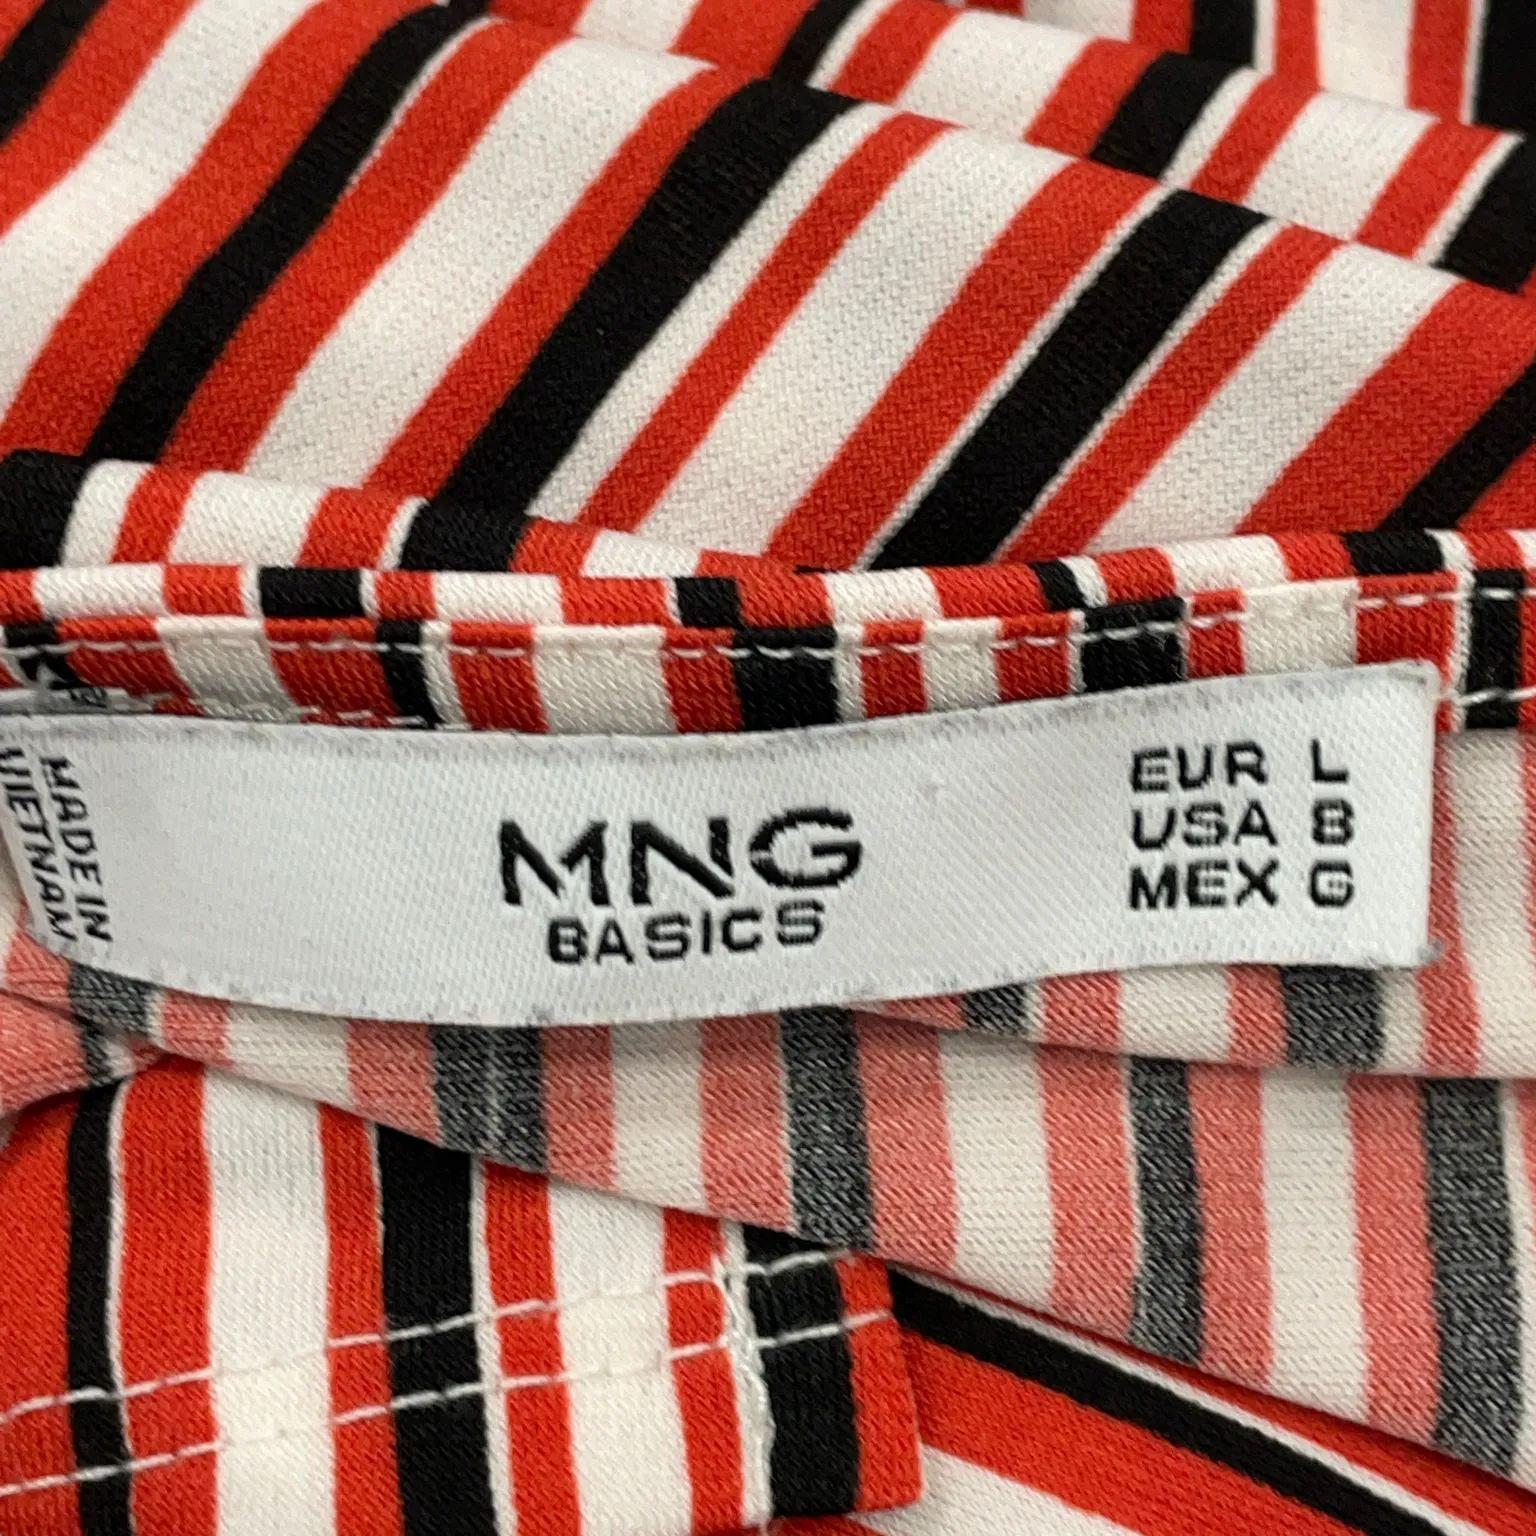 MADE IN
VIETNAM
MNG
BASICS
EUR L
USA 8
MEX G